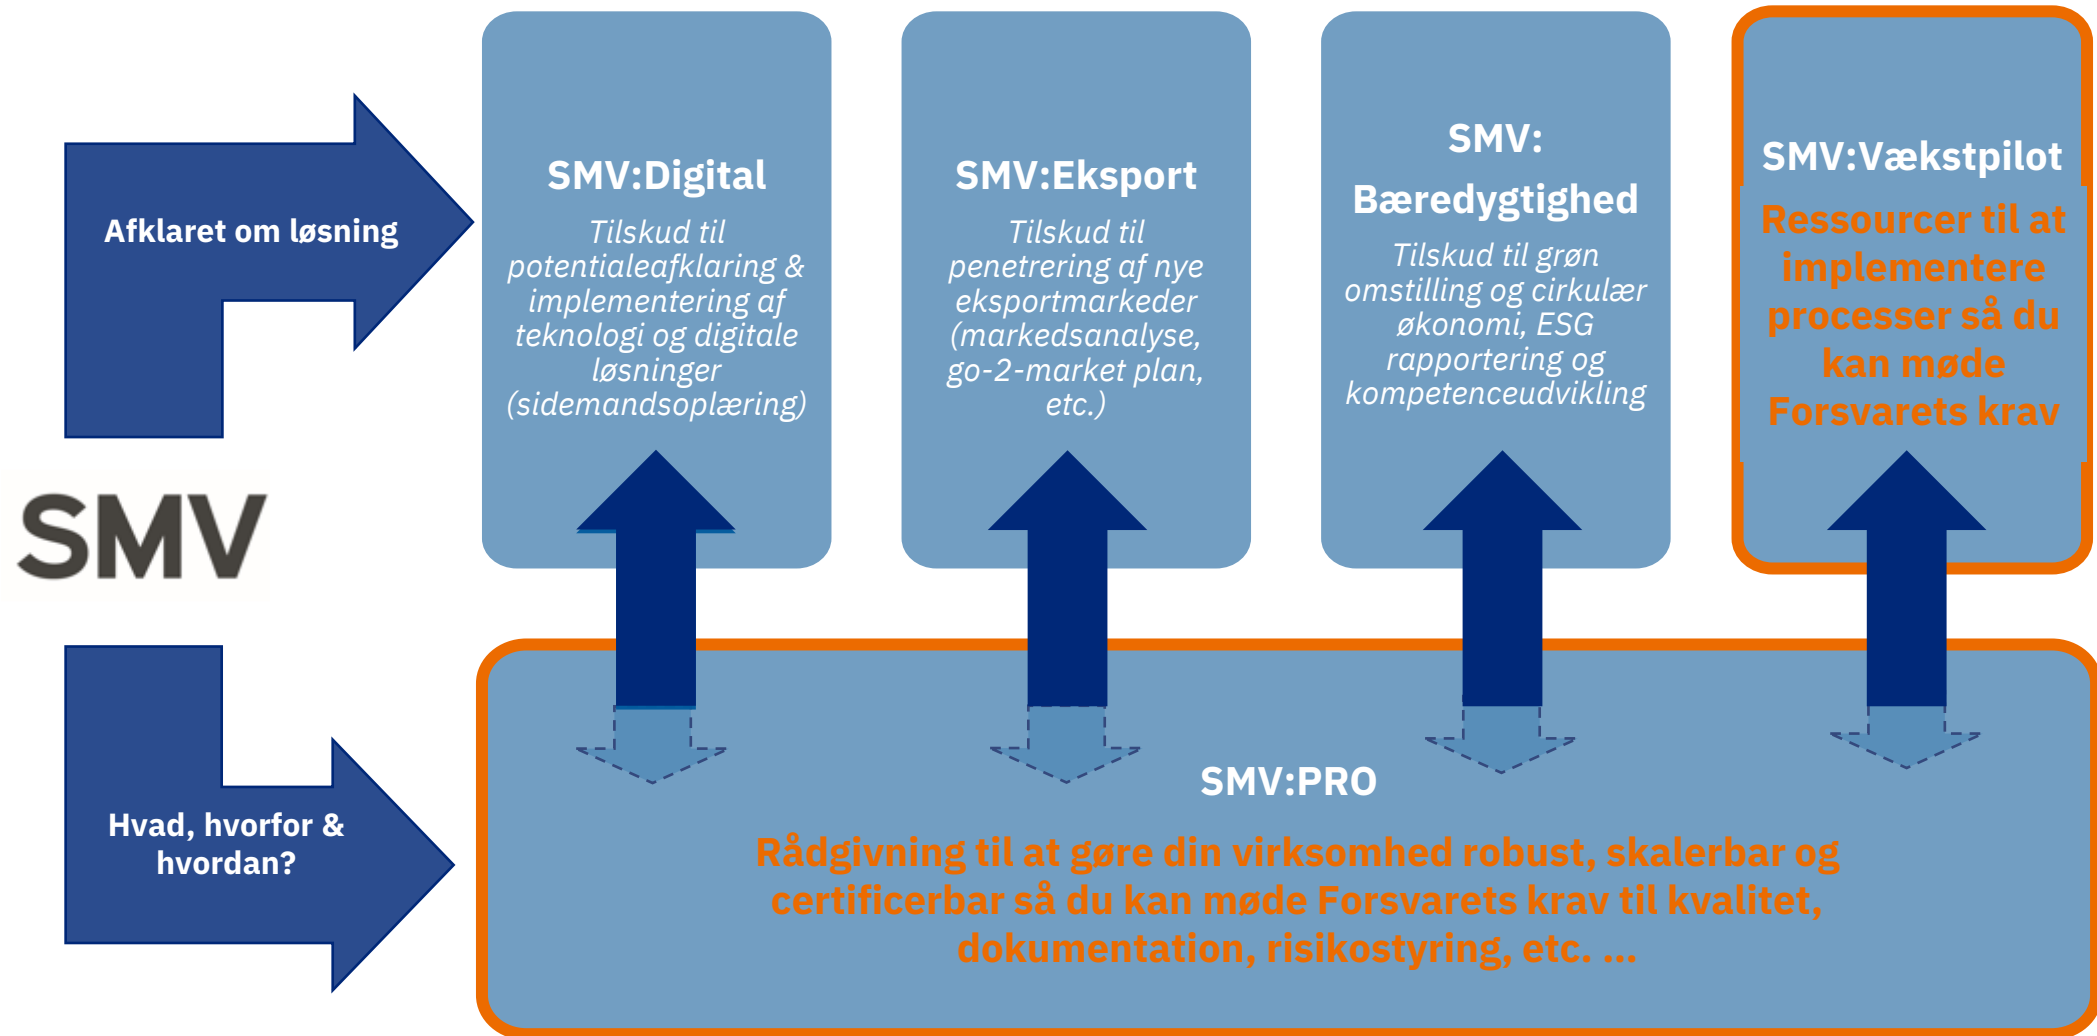 Afklaret om løsning
SMV
Hvad, hvorfor &
hvordan?
SMV:Digital
Tilskud til
potentialeafklaring &
implementering af
teknologi og digitale
løsninger
(sidemandsoplæring)
SMV:Eksport
Tilskud til
penetrering af nye
eksportmarkeder
(markedsanalyse,
go-2-market plan,
etc.)
SMV:
Bæredygtighed
Tilskud til grøn
omstilling og cirkulær
økonomi, ESG
rapportering og
kompetenceudvikling
SMV:Vækstpilot
Ressourcer til at
implementere
processer så du
kan møde
Forsvarets krav
SMV:PRO
Rådgivning til at gøre din virksomhed robust, skalerbar og
certificerbar så du kan møde Forsvarets krav til kvalitet,
dokumentation, risikostyring, etc. ...